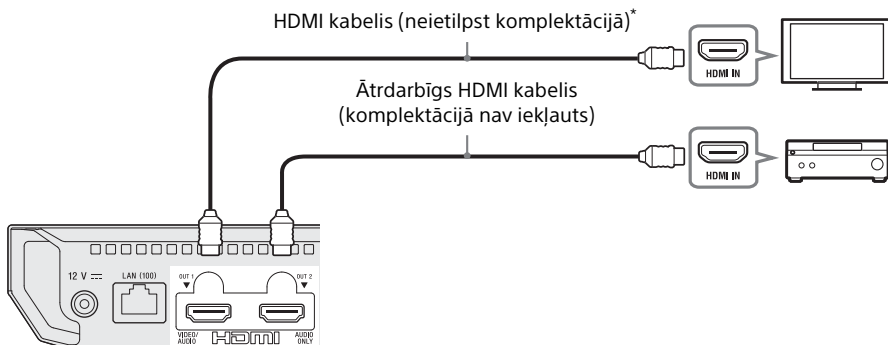 HDMI kabelis (neietilpst komplektācijā)*
HDMI IN
Ātrdarbīgs HDMI kabelis
(komplektācijā nav iekļauts)
HDMI IN
12 V
LAN (100)
OUT 1
OUT 2
VIDEO/
AUDIO
HDMI
AUDIO
ONLY